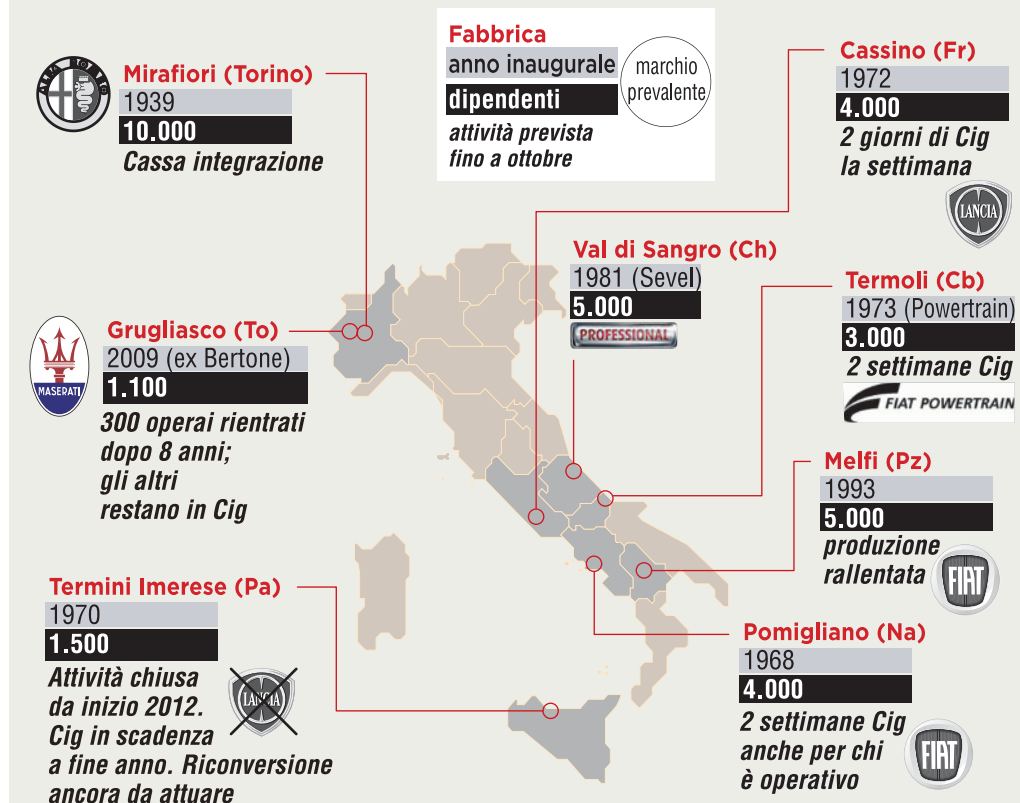 Fabbrica
anno inaugurale
dipendenti
attività prevista
fino a ottobre
marchio
prevalente
ALFA ROMEO
Mirafiori (Torino)
1939
10.000
Cassa integrazione
Cassino (Fr)
1972
4.000
2 giorni di Cig
la settimana
LANCIA
Val di Sangro (Ch)
1981 (Sevel)
5.000
PROFESSIONAL
Termoli (Cb)
1973 (Powertrain)
3.000
2 settimane Cig
FIAT POWERTRAIN
Grugliasco (To)
2009 (ex Bertone)
1.100
300 operai rientrati
dopo 8 anni;
gli altri
restano in Cig
MASERATI
Melfi (Pz)
1993
5.000
produzione
rallentata
FIAT
Termini Imerese (Pa)
1970
1.500
Attività chiusa
da inizio 2012.
Cig in scadenza
a fine anno. Riconversione
ancora da attuare
LANCIA
Pomigliano (Na)
1968
4.000
2 settimane Cig
anche per chi
è operativo
FIAT